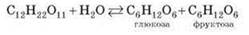 C₁₂H₂₂O₁₁ + H₂O ⇄ C₆H₁₂O₆ + C₆H₁₂O₆
глюкоза фруктоза